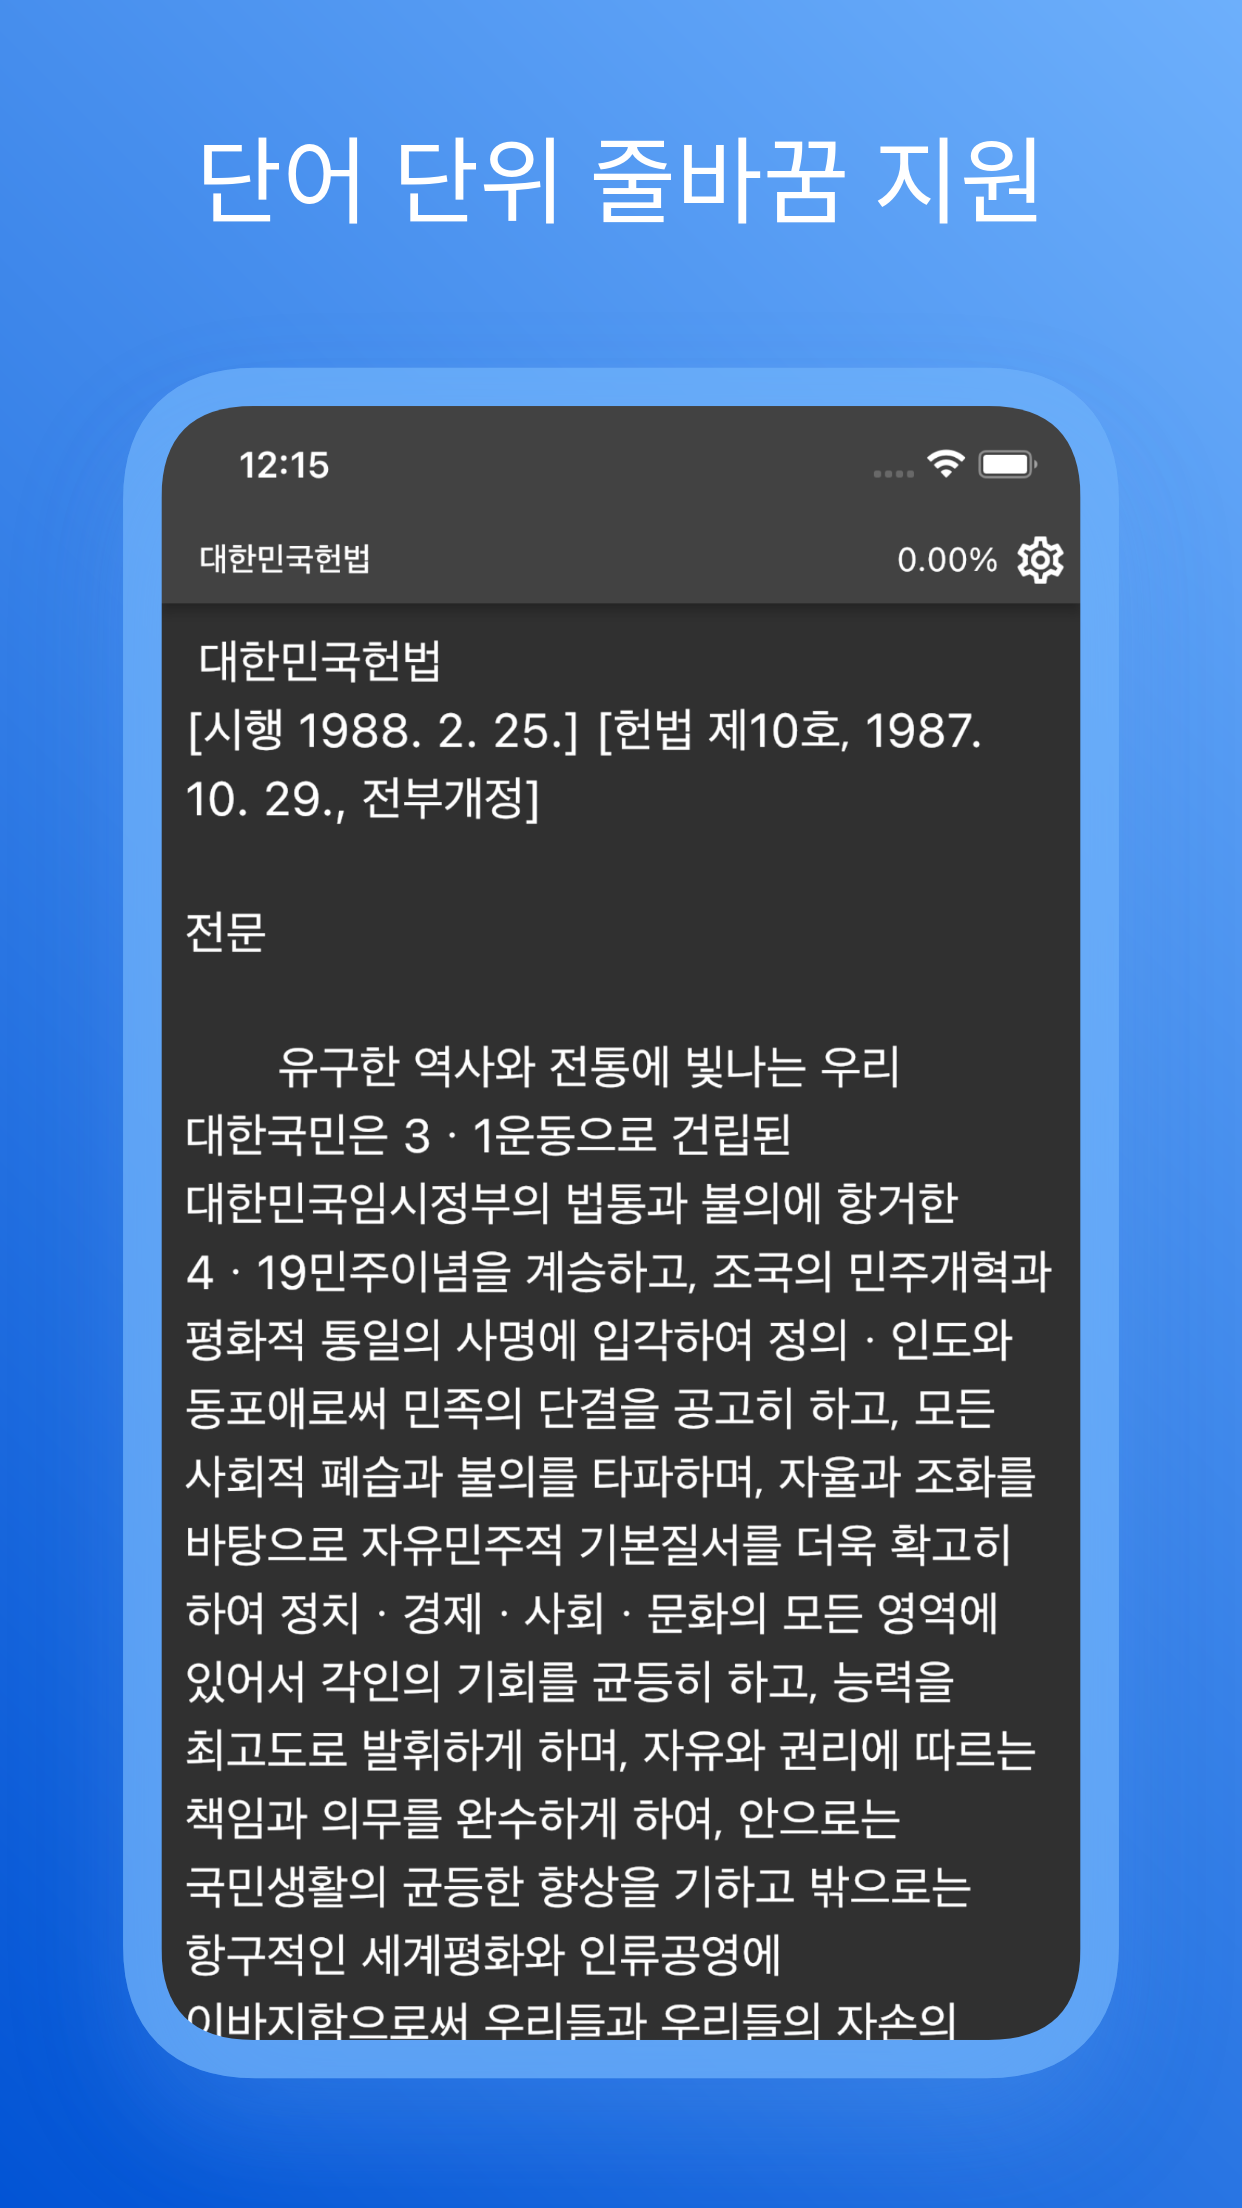 단어 단위 줄바꿈 지원
12:15
대한민국헌법 0.00%
대한민국헌법
[시행 1988. 2. 25.] [헌법 제10호, 1987.
10. 29., 전부개정]
전문
유구한 역사와 전통에 빛나는 우리
대한국민은 3ㆍ1운동으로 건립된
대한민국임시정부의 법통과 불의에 항거한
4ㆍ19민주이념을 계승하고, 조국의 민주개혁과
평화적 통일의 사명에 입각하여 정의ㆍ인도와
동포애로써 민족의 단결을 공고히 하고, 모든
사회적 폐습과 불의를 타파하며, 자율과 조화를
바탕으로 자유민주적 기본질서를 더욱 확고히
하여 정치ㆍ경제ㆍ사회ㆍ문화의 모든 영역에
있어서 각인의 기회를 균등히 하고, 능력을
최고도로 발휘하게 하며, 자유와 권리에 따르는
책임과 의무를 완수하게 하여, 안으로는
국민생활의 균등한 향상을 기하고 밖으로는
항구적인 세계평화와 인류공영에
이바지함으로써 우리들과 우리들의 자손의